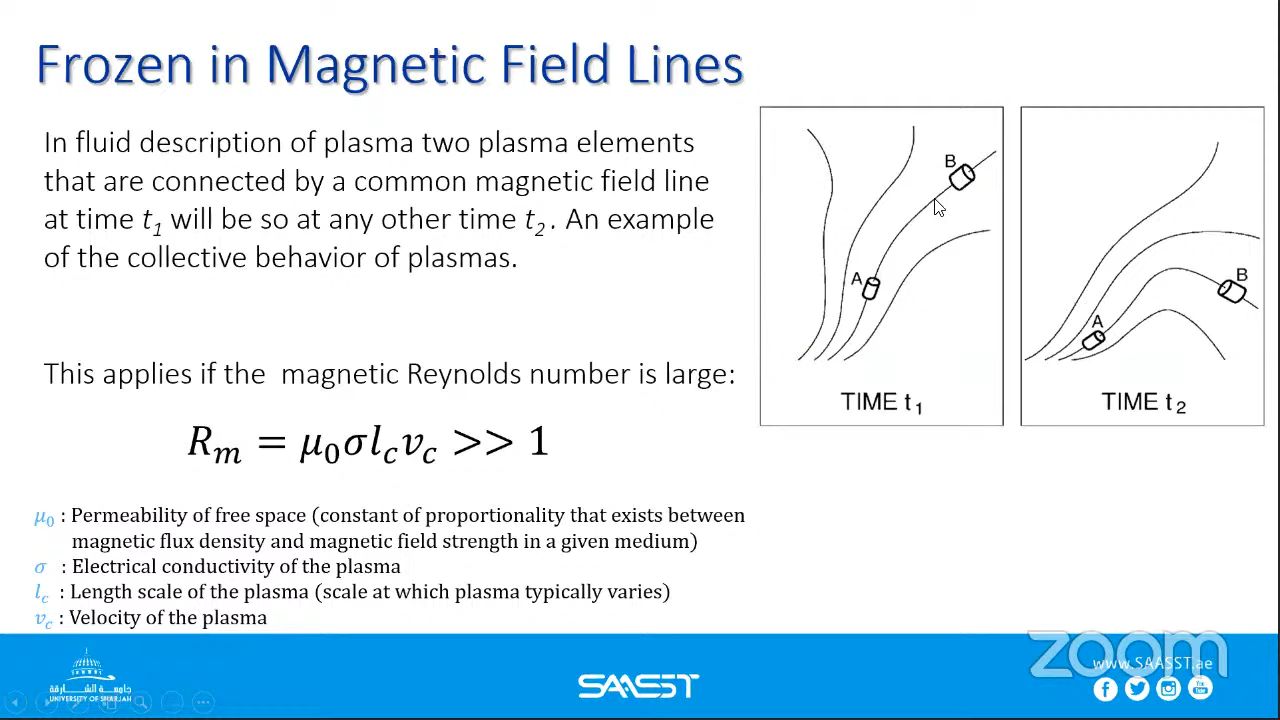 Frozen in Magnetic Field Lines
In fluid description of plasma two plasma elements
that are connected by a common magnetic field line
at time t₁ will be so at any other time t₂ . An example
of the collective behavior of plasmas.
This applies if the  magnetic Reynolds number is large:
Rₘ = μ₀σl_c v_c >> 1
μ₀ : Permeability of free space (constant of proportionality that exists between
magnetic flux density and magnetic field strength in a given medium)
σ : Electrical conductivity of the plasma
l_c : Length scale of the plasma (scale at which plasma typically varies)
v_c : Velocity of the plasma
B
A
TIME t₁
B
A
TIME t₂
جامعة الشارقة
UNIVERSITY OF SHARJAH
SAASST
zoom
www.SAASST.ae
You Tube